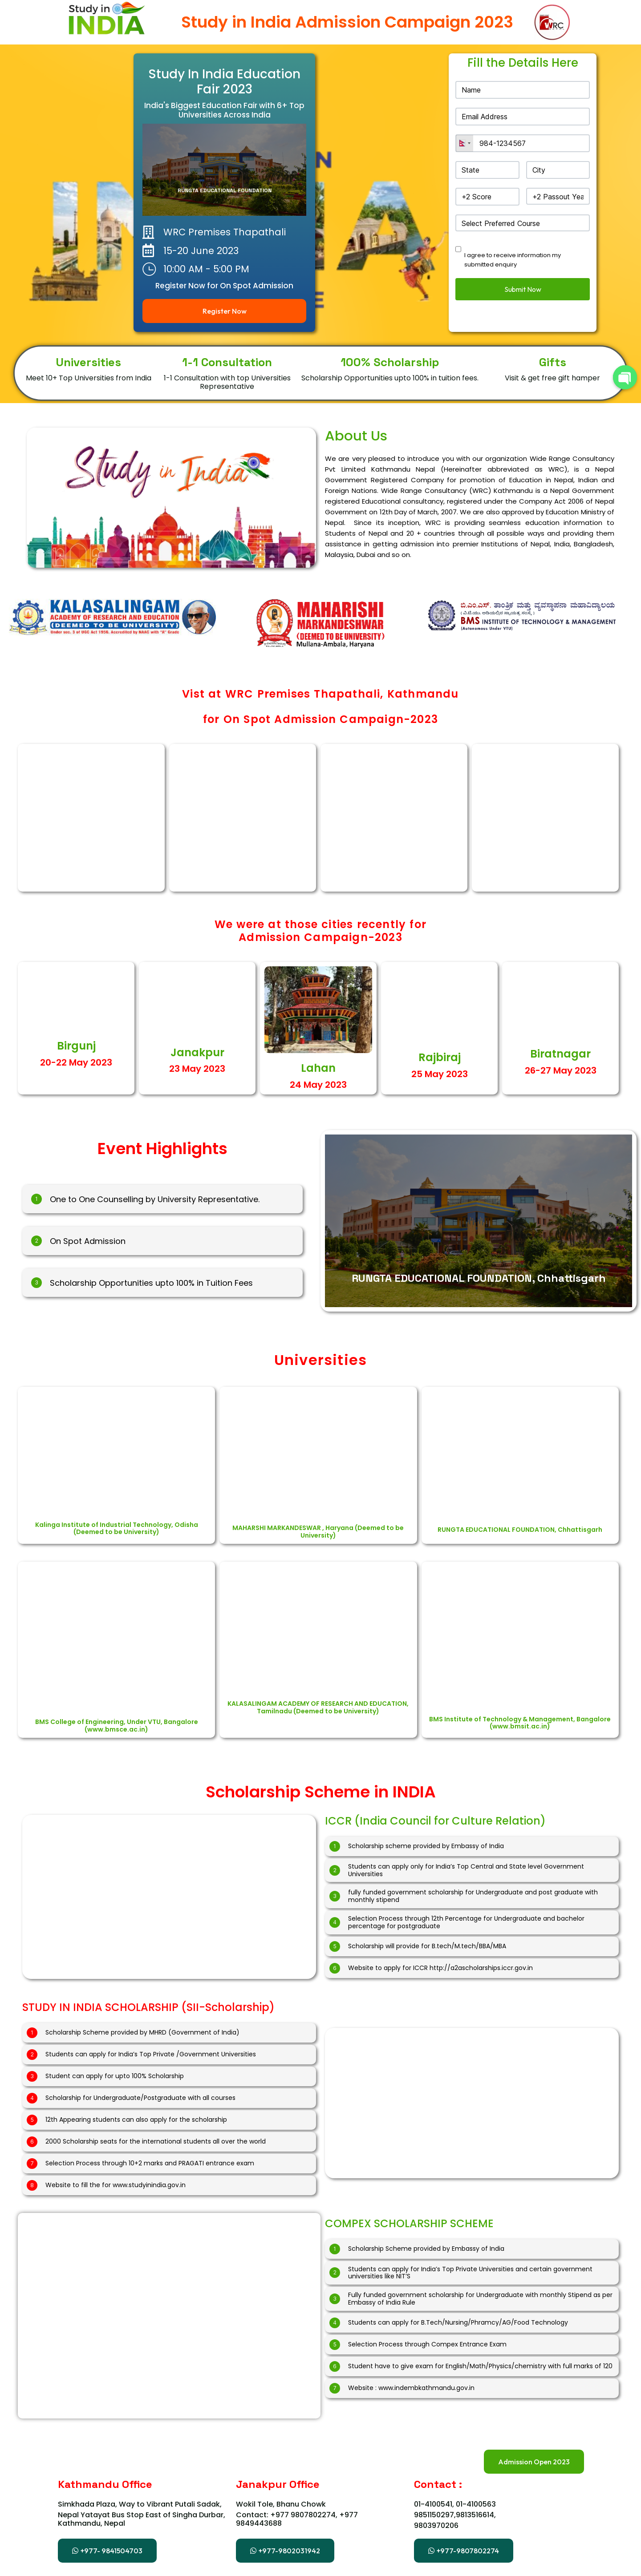 Study in
INDIA
Study in India Admission Campaign 2023
WRC
Study In India Education
Fair 2023
India's Biggest Education Fair with 6+ Top
Universities Across India
RUNGTA EDUCATIONAL FOUNDATION
WRC Premises Thapathali
15-20 June 2023
10:00 AM - 5:00 PM
Register Now for On Spot Admission
Register Now
Fill the Details Here
Name
Email Address
984-1234567
State
City
+2 Score
+2 Passout Yea
Select Preferred Course
I agree to receive information my
submitted enquiry
Submit Now
Universities
Meet 10+ Top Universities from India
1-1 Consultation
1-1 Consultation with top Universities
Representative
100% Scholarship
Scholarship Opportunities upto 100% in tuition fees.
Gifts
Visit & get free gift hamper
Study in India
About Us
We are very pleased to Introduce you with our organization Wide Range Consultancy
Pvt Limited Kathmandu Nepal (Hereinafter abbreviated as WRC), is a Nepal
Government Registered Company for promotion of Education in Nepal, Indian and
Foreign Nations. Wide Range Consultancy (WRC) Kathmandu is a Nepal Government
registered Educational consultancy, registered under the Company Act 2006 of Nepal
Government on 12th Day of March, 2007. We are also approved by Education Ministry of
Nepal. Since its inception, WRC is providing seamless education information to
Students of Nepal and 20 + countries through all possible ways and providing them
assistance in getting admission into premier Institutions of Nepal, India, Bangladesh,
Malaysia, Dubai and so on.
KALASALINGAM
ACADEMY OF RESEARCH AND EDUCATION
(DEEMED TO BE UNIVERSITY)
Under sec. 3 of UGC Act 1956. Accredited by NAAC with "A" Grade
MAHARISHI
MARKANDESHWAR
(DEEMED TO BE UNIVERSITY)
Mullana-Ambala, Haryana
ಬಿ.ಎಂ.ಎಸ್. ತಾಂತ್ರಿಕ ಮತ್ತು ವ್ಯವಸ್ಥಾಪನಾ ಮಹಾವಿದ್ಯಾಲಯ
BMS INSTITUTE OF TECHNOLOGY & MANAGEMENT
(Autonomous Under VTU)
Vist at WRC Premises Thapathali, Kathmandu
for On Spot Admission Campaign-2023
We were at those cities recently for
Admission Campaign-2023
Birgunj
20-22 May 2023
Janakpur
23 May 2023
Lahan
24 May 2023
Rajbiraj
25 May 2023
Biratnagar
26-27 May 2023
Event Highlights
1 One to One Counselling by University Representative.
2 On Spot Admission
3 Scholarship Opportunities upto 100% in Tuition Fees
RUNGTA EDUCATIONAL FOUNDATION, Chhattisgarh
Universities
Kalinga Institute of Industrial Technology, Odisha
(Deemed to be University)
MAHARSHI MARKANDESWAR , Haryana (Deemed to be
University)
RUNGTA EDUCATIONAL FOUNDATION, Chhattisgarh
BMS College of Engineering, Under VTU, Bangalore
(www.bmsce.ac.in)
KALASALINGAM ACADEMY OF RESEARCH AND EDUCATION,
Tamilnadu (Deemed to be University)
BMS Institute of Technology & Management, Bangalore
(www.bmsit.ac.in)
Scholarship Scheme in INDIA
ICCR (India Council for Culture Relation)
1 Scholarship scheme provided by Embassy of India
2 Students can apply only for India's Top Central and State level Government
Universities
3 fully funded government scholarship for Undergraduate and post graduate with
monthly stipend
4 Selection Process through 12th Percentage for Undergraduate and bachelor
percentage for postgraduate
5 Scholarship will provide for B.tech/M.tech/BBA/MBA
6 Website to apply for ICCR http://a2ascholarships.iccr.gov.in
STUDY IN INDIA SCHOLARSHIP (SII-Scholarship)
1 Scholarship Scheme provided by MHRD (Government of India)
2 Students can apply for India's Top Private /Government Universities
3 Student can apply for upto 100% Scholarship
4 Scholarship for Undergraduate/Postgraduate with all courses
5 12th Appearing students can also apply for the scholarship
6 2000 Scholarship seats for the international students all over the world
7 Selection Process through 10+2 marks and PRAGATI entrance exam
8 Website to fill the for www.studyinindia.gov.in
COMPEX SCHOLARSHIP SCHEME
1 Scholarship Scheme provided by Embassy of India
2 Students can apply for India's Top Private Universities and certain government
universities like NIT'S
3 Fully funded government scholarship for Undergraduate with monthly Stipend as per
Embassy of India Rule
4 Students can apply for B.Tech/Nursing/Phramcy/AG/Food Technology
5 Selection Process through Compex Entrance Exam
6 Student have to give exam for English/Math/Physics/chemistry with full marks of 120
7 Website : www.indembkathmandu.gov.in
Admission Open 2023
Kathmandu Office
Simkhada Plaza, Way to Vibrant Putali Sadak,
Nepal Yatayat Bus Stop East of Singha Durbar,
Kathmandu, Nepal
+977- 9841504703
Janakpur Office
Wokil Tole, Bhanu Chowk
Contact: +977 9807802274, +977
9849443688
+977-9802031942
Contact :
01-4100541, 01-4100563
9851150297,9813516614,
9803970206
+977-9807802274